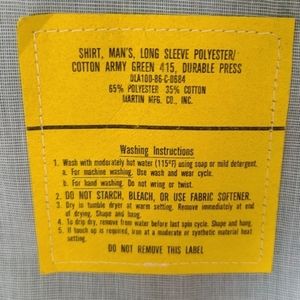 SHIRT, MAN'S, LONG SLEEVE POLYESTER/
COTTON ARMY GREEN 415, DURABLE PRESS
DLA100-86-C-0684
65% POLYESTER 35% COTTON
MARTIN MFG. CO., INC.
Washing Instructions
1. Wash with moderately hot water (115°F) using soap or mild detergent.
a. For machine washing. Use wash and wear cycle.
b. For hand washing. Do not wring or twist.
2. DO NOT STARCH, BLEACH, OR USE FABRIC SOFTENER.
3. Dry in tumble dryer at warm setting. Remove immediately at end
of drying. Shape and hang.
4. To drip dry, remove from water before last spin cycle. Shape and hang.
5. If touch up is required, iron at a moderate or synthetic material heat
setting.
DO NOT REMOVE THIS LABEL